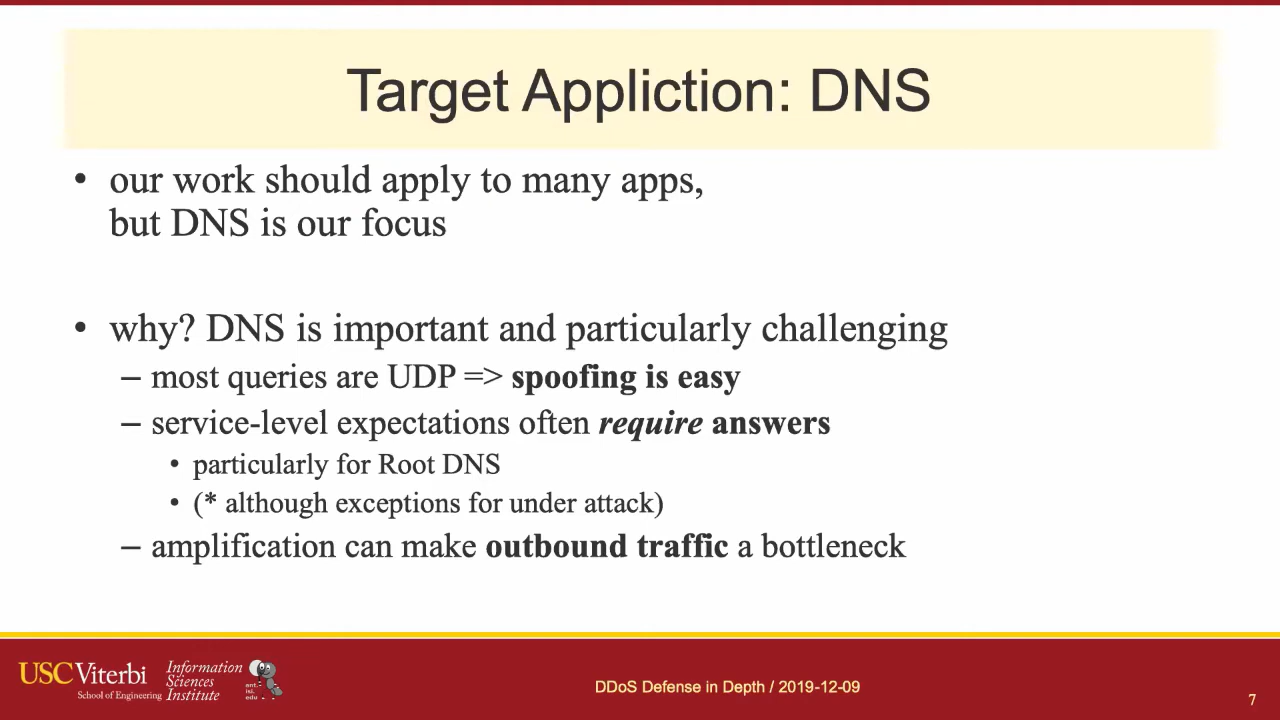 Target Appliction: DNS
• our work should apply to many apps,
but DNS is our focus
• why? DNS is important and particularly challenging
– most queries are UDP => spoofing is easy
– service-level expectations often require answers
• particularly for Root DNS
• (* although exceptions for under attack)
– amplification can make outbound traffic a bottleneck
USC Viterbi
School of Engineering
Information
Sciences
Institute
ant.
isi.
edu
DDoS Defense in Depth / 2019-12-09
7